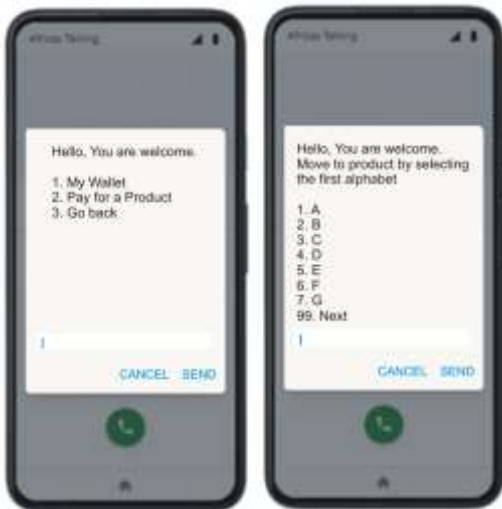 Hello, You are welcome.
1. My Wallet
2. Pay for a Product
3. Go back
CANCEL SEND
Hello, You are welcome.
Move to product by selecting
the first alphabet
1. A
2. B
3. C
4. D
5. E
6. F
7. G
99. Next
CANCEL SEND